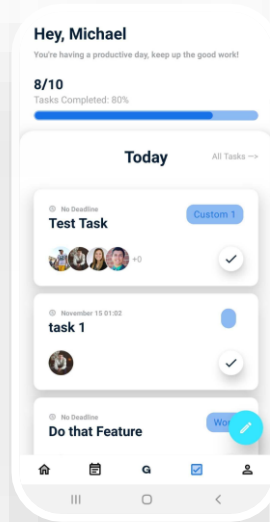 Hey, Michael
You're having a productive day, keep up the good work!
8/10
Tasks Completed: 80%
Today
All Tasks
No Deadline
Custom 1
Test Task
+0
November 15 01:02
task 1
No Deadline
Do that Feature
G